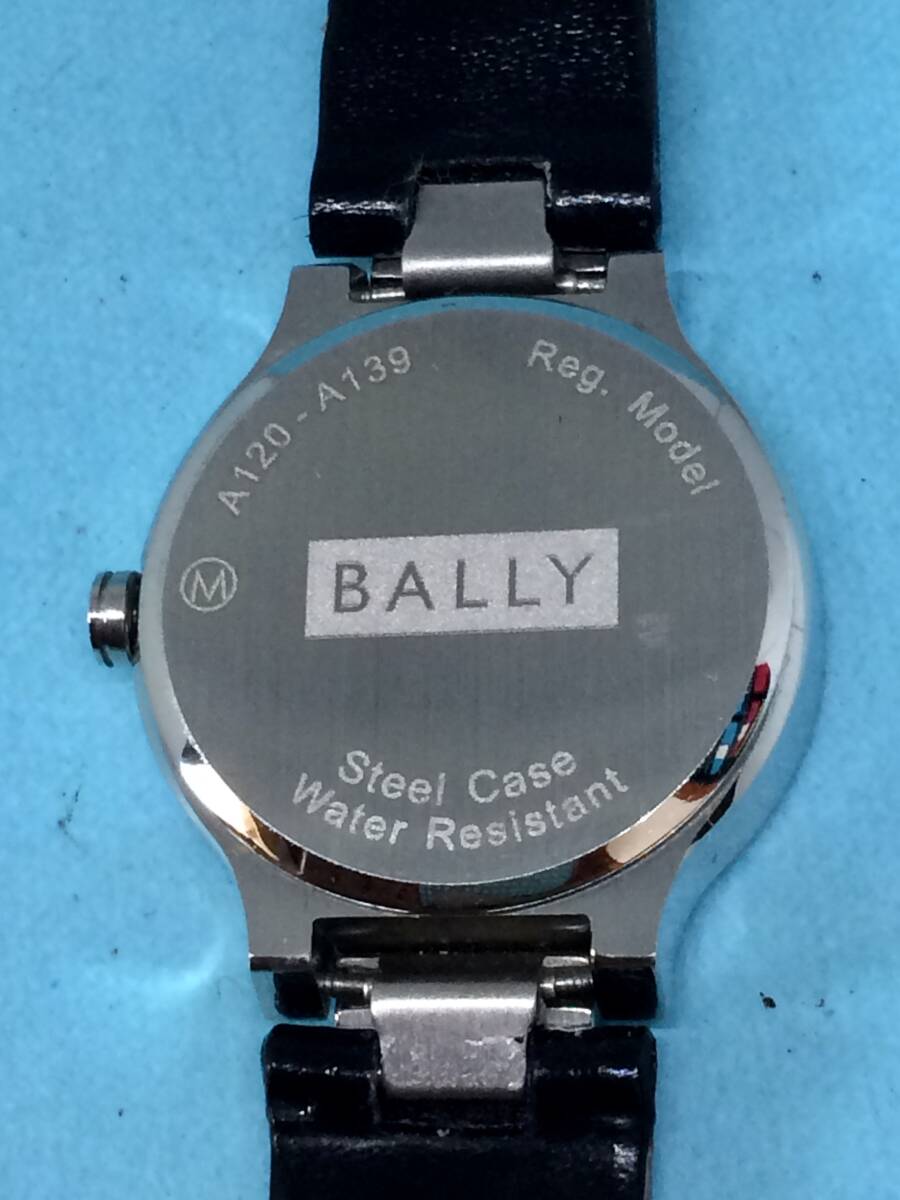 A120 - A139
Reg. Model
M
BALLY
Steel Case
Water Resistant